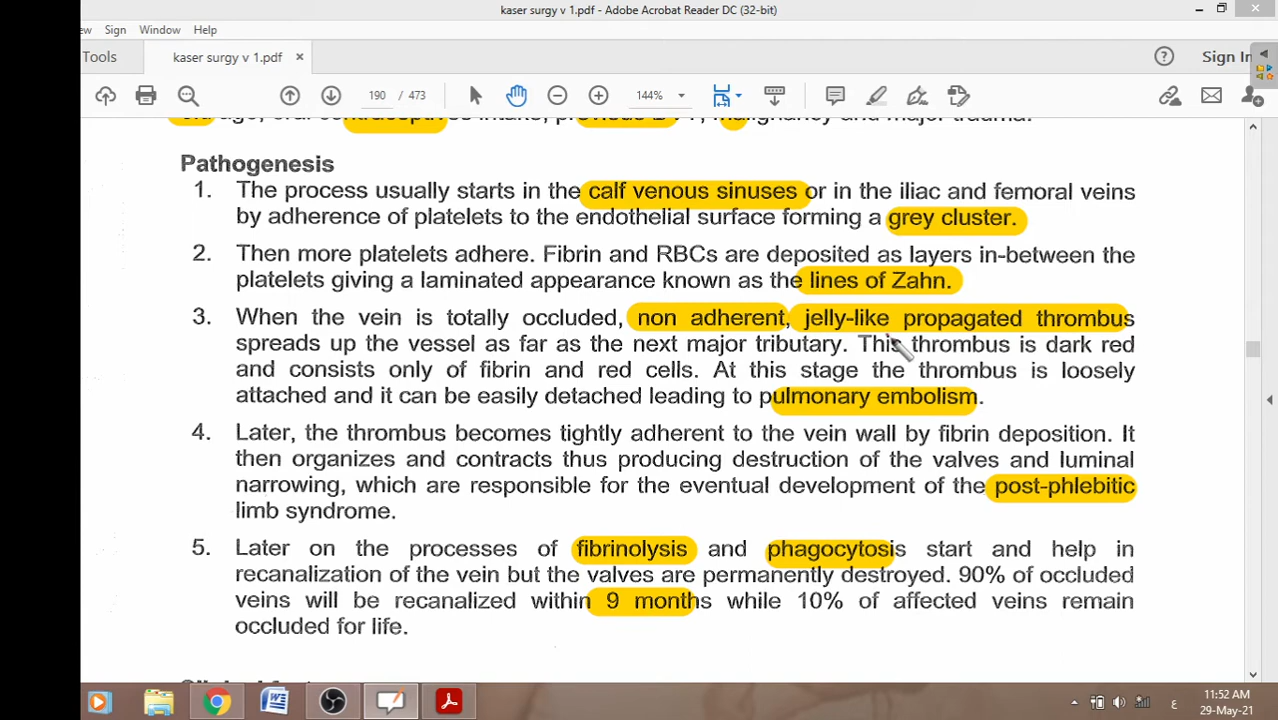 kaser surgy v 1.pdf - Adobe Acrobat Reader DC (32-bit)
Sign Window Help
Tools kaser surgy v 1.pdf × Sign In
190 / 473 144%
age, oral contraceptives intake, previous DVT, malignancy and major trauma.
Pathogenesis
1. The process usually starts in the calf venous sinuses or in the iliac and femoral veins
by adherence of platelets to the endothelial surface forming a grey cluster.
2. Then more platelets adhere. Fibrin and RBCs are deposited as layers in-between the
platelets giving a laminated appearance known as the lines of Zahn.
3. When the vein is totally occluded, non adherent, jelly-like propagated thrombus
spreads up the vessel as far as the next major tributary. This thrombus is dark red
and consists only of fibrin and red cells. At this stage the thrombus is loosely
attached and it can be easily detached leading to pulmonary embolism.
4. Later, the thrombus becomes tightly adherent to the vein wall by fibrin deposition. It
then organizes and contracts thus producing destruction of the valves and luminal
narrowing, which are responsible for the eventual development of the post-phlebitic
limb syndrome.
5. Later on the processes of fibrinolysis and phagocytosis start and help in
recanalization of the vein but the valves are permanently destroyed. 90% of occluded
veins will be recanalized within 9 months while 10% of affected veins remain
occluded for life.
ع 11:52 AM
29-May-21